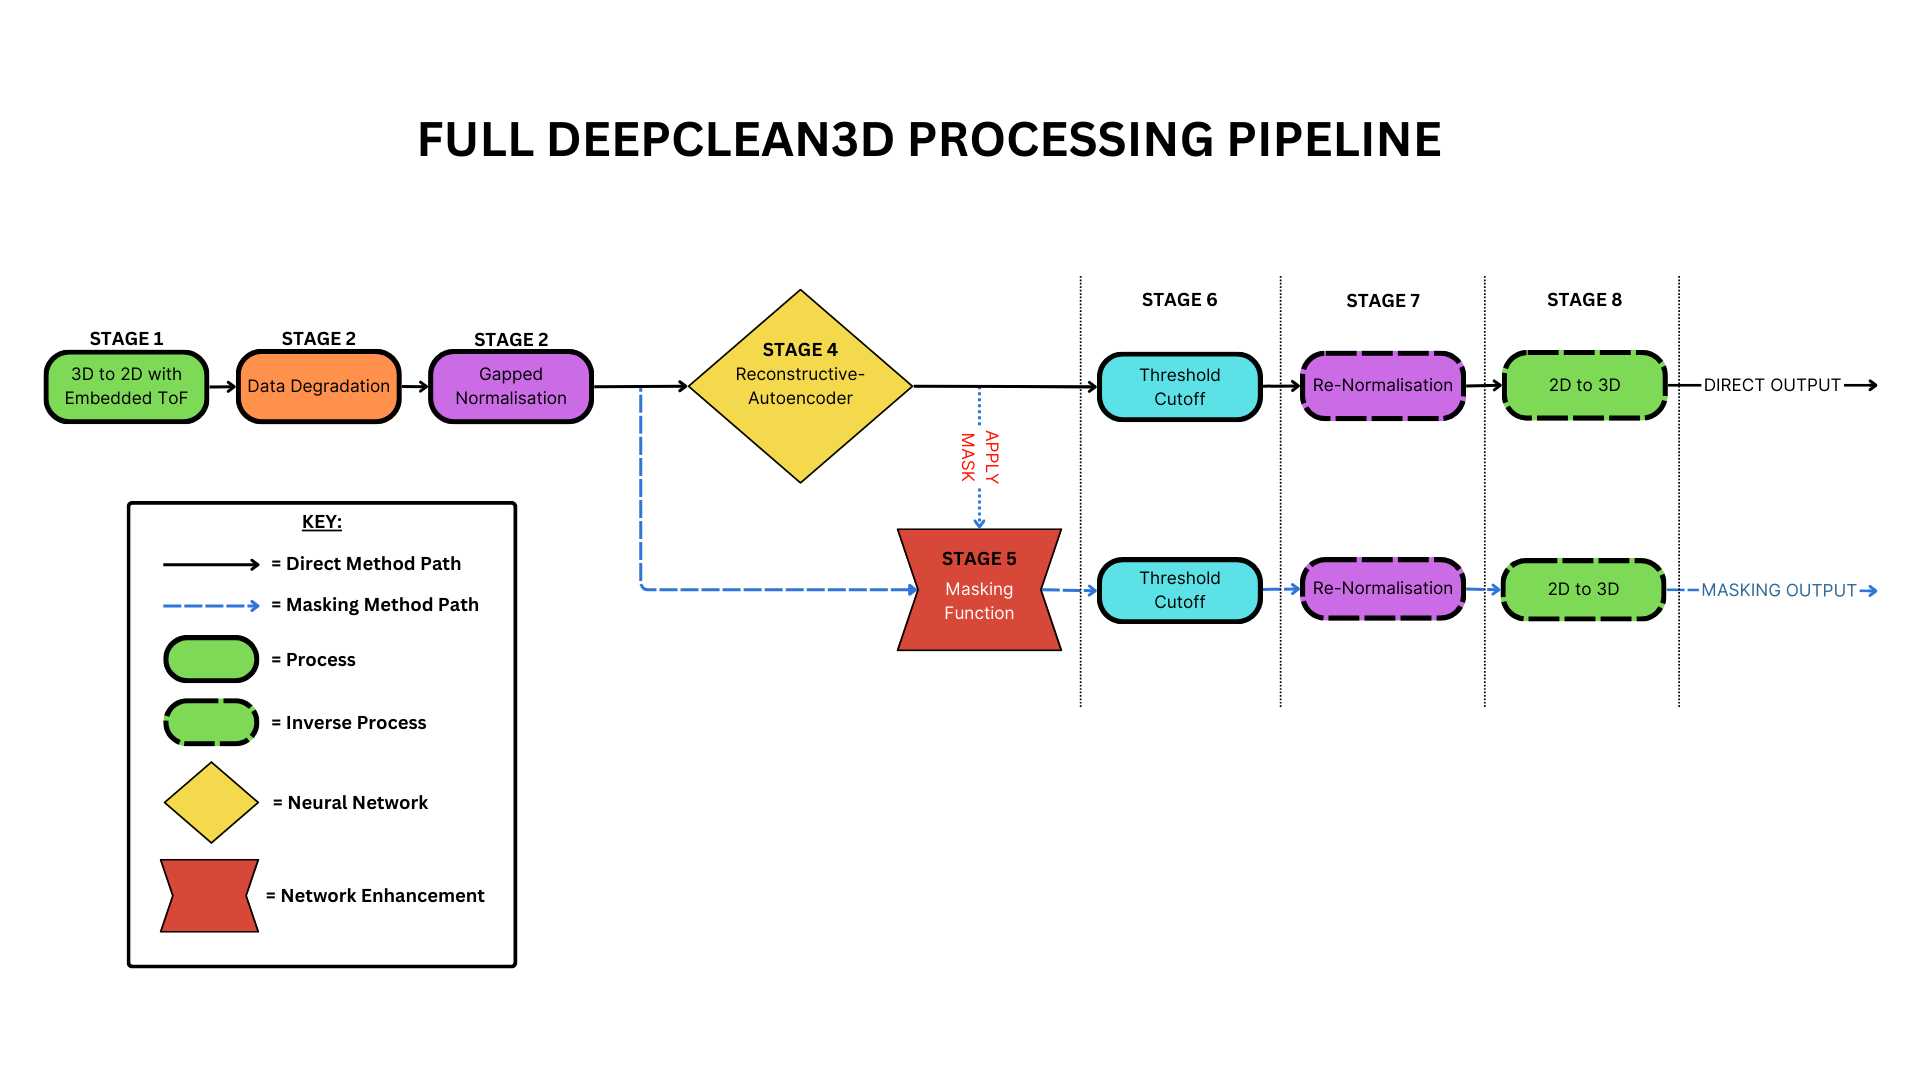 FULL DEEPCLEAN3D PROCESSING PIPELINE
STAGE 1
3D to 2D with
Embedded ToF
STAGE 2
Data Degradation
STAGE 2
Gapped
Normalisation
STAGE 4
Reconstructive-
Autoencoder
APPLY
MASK
STAGE 5
Masking
Function
STAGE 6
Threshold
Cutoff
STAGE 7
Re-Normalisation
STAGE 8
2D to 3D
DIRECT OUTPUT
Threshold
Cutoff
Re-Normalisation
2D to 3D
MASKING OUTPUT
KEY:
= Direct Method Path
= Masking Method Path
= Process
= Inverse Process
= Neural Network
= Network Enhancement